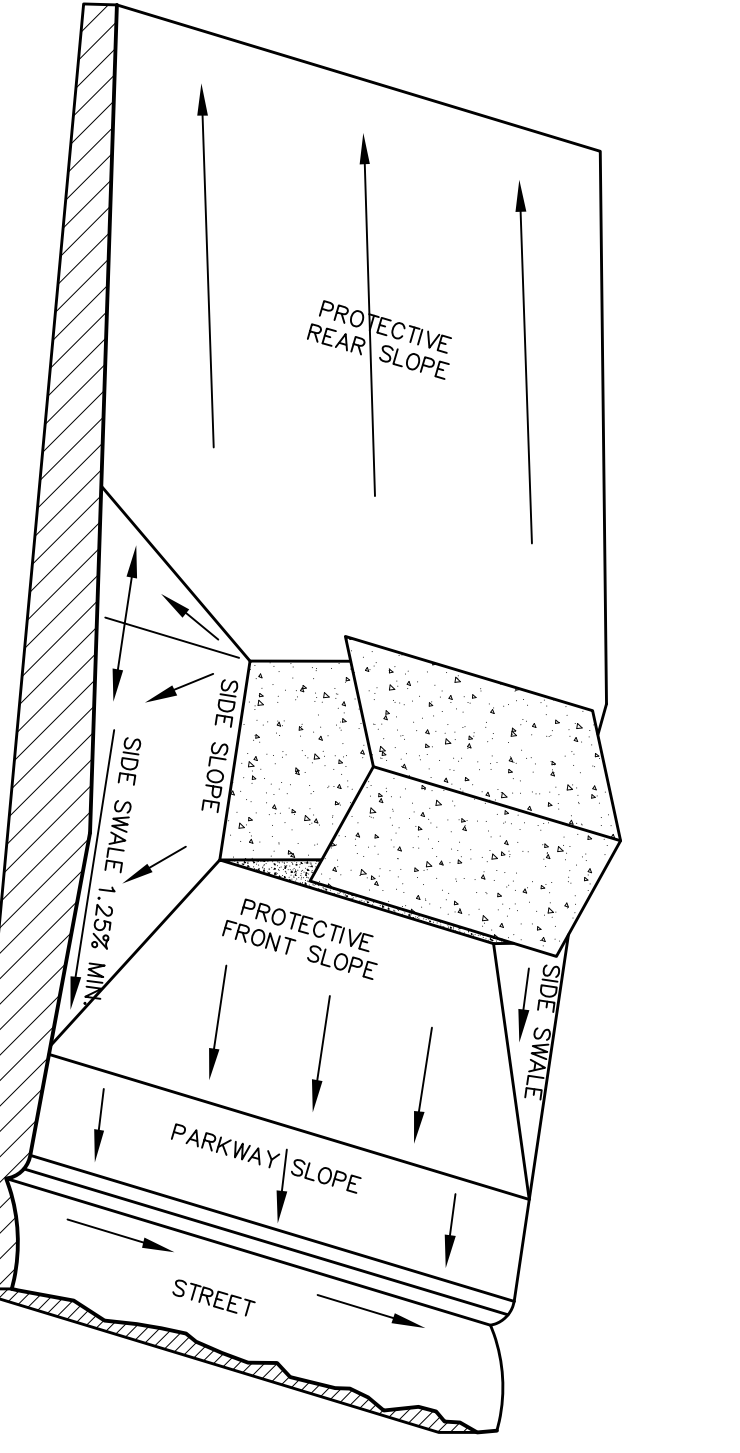 PROTECTIVE
REAR SLOPE
SIDE SLOPE
SIDE SWALE 1.25% MIN.
PROTECTIVE
FRONT SLOPE
SIDE SWALE
PARKWAY SLOPE
STREET